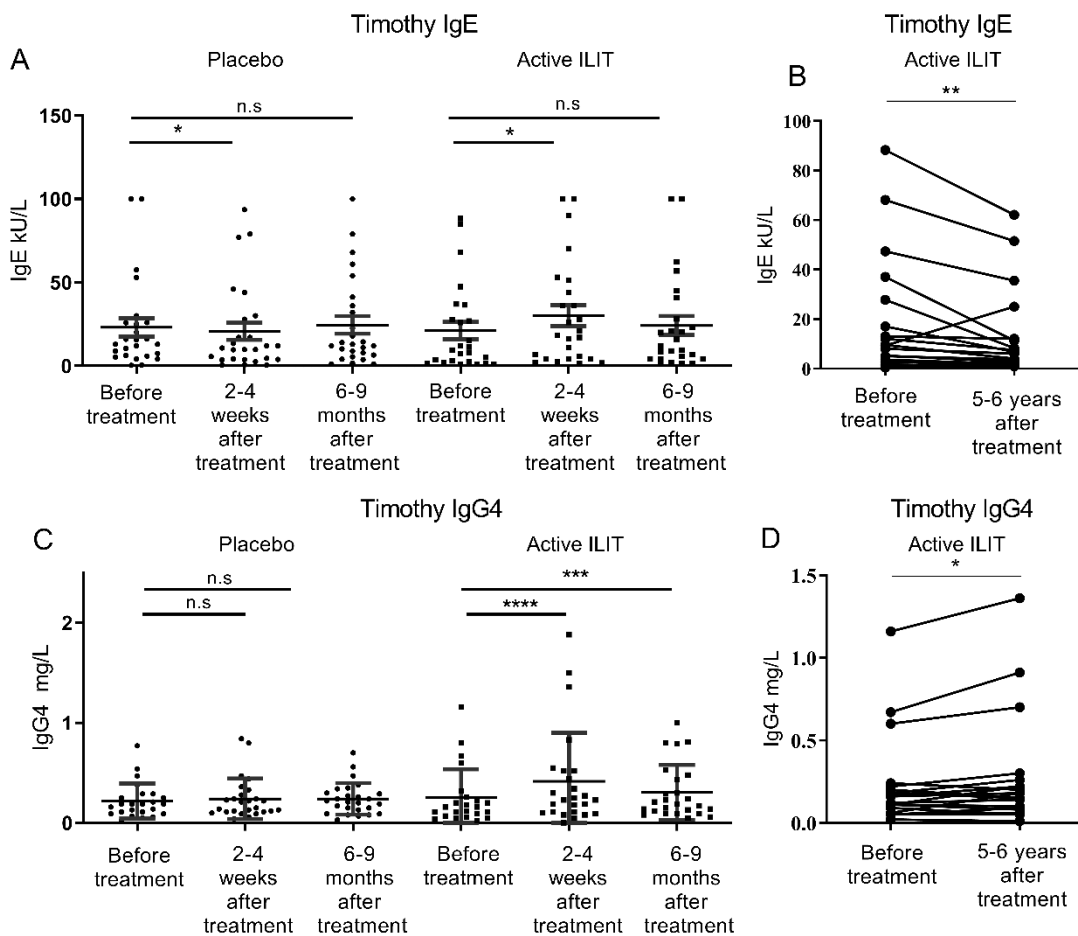 Timothy IgE
A
Placebo
Active ILIT
n.s
n.s
*
*
150
100
50
0
IgE kU/L
Before
treatment
2-4
weeks
after
treatment
6-9
months
after
treatment
Before
treatment
2-4
weeks
after
treatment
6-9
months
after
treatment
Timothy IgE
B
Active ILIT
**
100
80
60
40
20
0
IgE kU/L
Before
treatment
5-6 years
after
treatment
Timothy IgG4
C
Placebo
Active ILIT
n.s
n.s
***
****
2
1
0
IgG4 mg/L
Before
treatment
2-4
weeks
after
treatment
6-9
months
after
treatment
Before
treatment
2-4
weeks
after
treatment
6-9
months
after
treatment
Timothy IgG4
D
Active ILIT
*
1.5
1.0
0.5
0.0
IgG4 mg/L
Before
treatment
5-6 years
after
treatment